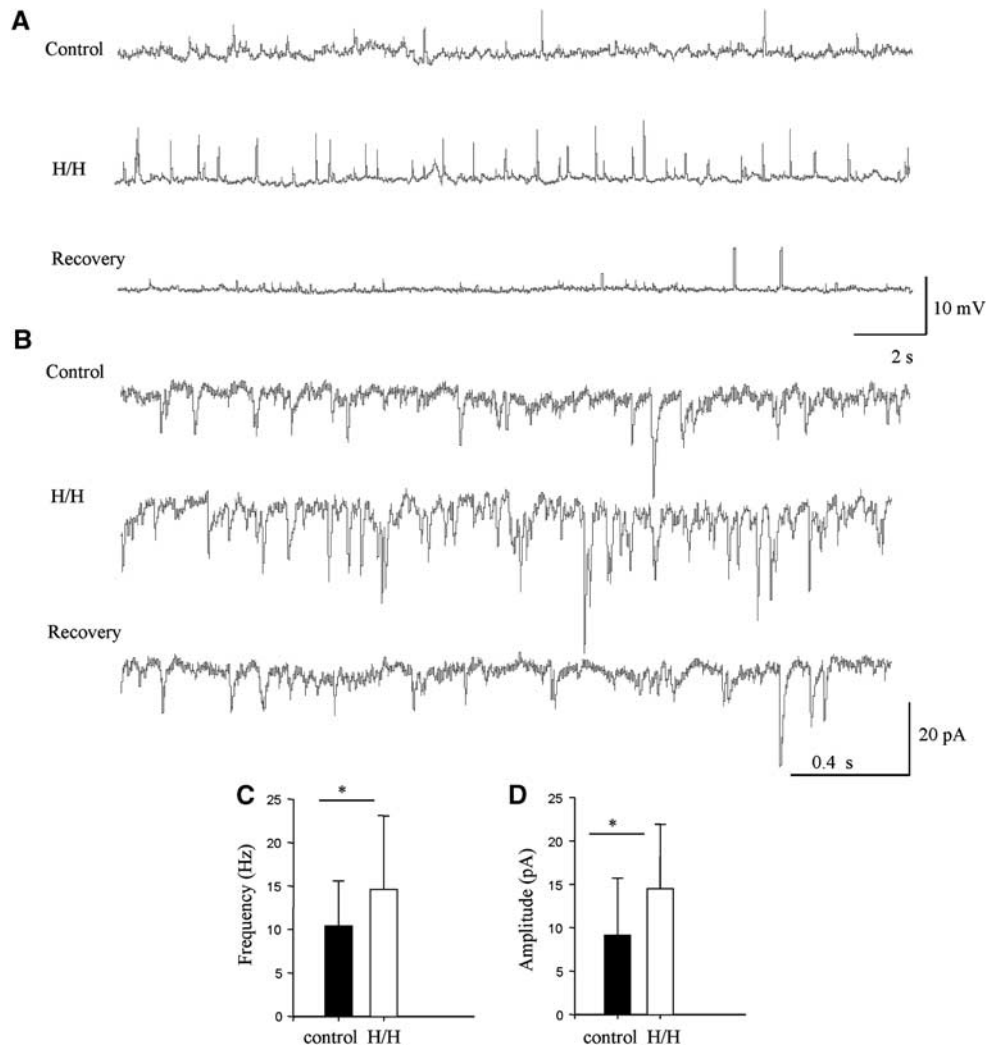 A
Control
H/H
Recovery
10 mV
2 s
B
Control
H/H
Recovery
20 pA
0.4 s
C
*
25
20
15
10
5
0
Frequency (Hz)
control H/H
D
*
25
20
15
10
5
0
Amplitude (pA)
control H/H